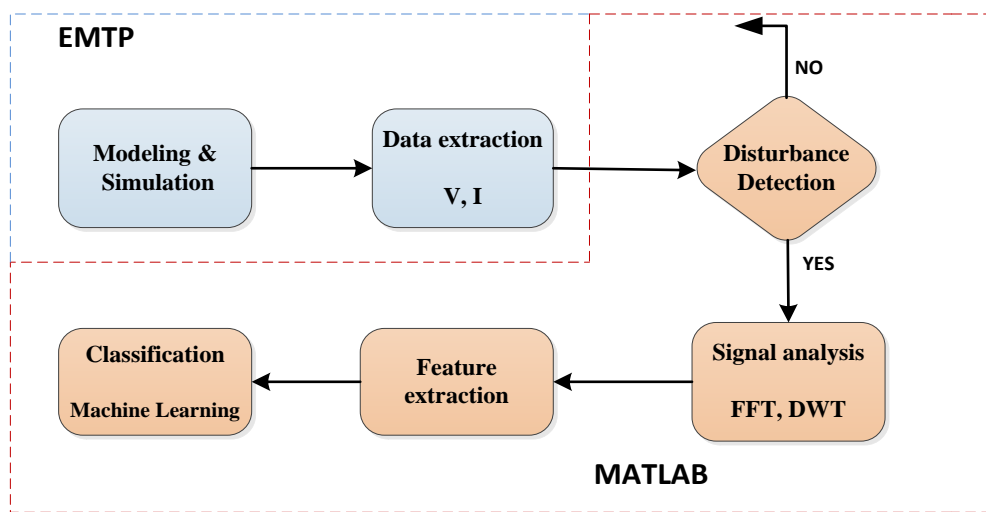 EMTP
Modeling &
Simulation
Data extraction
V, I
NO
Disturbance
Detection
YES
Signal analysis
FFT, DWT
Feature
extraction
Classification
Machine Learning
MATLAB